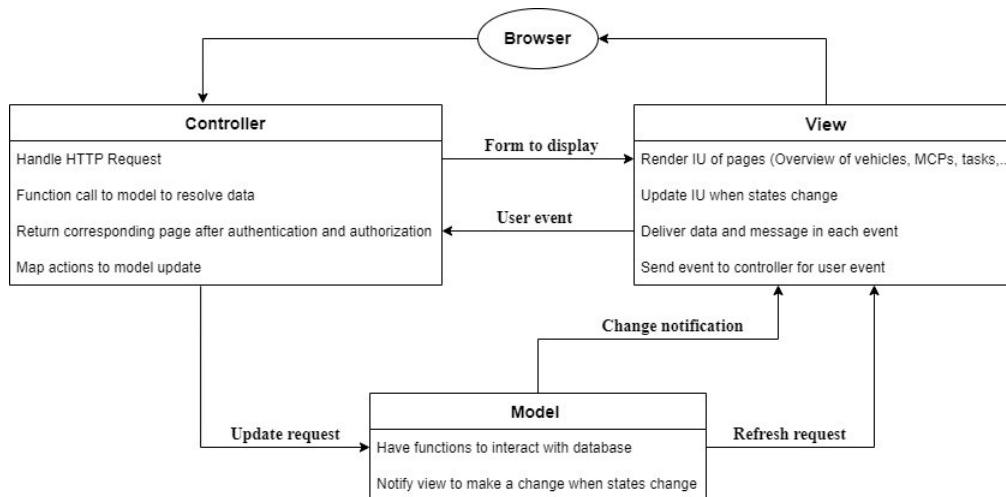 Browser
Controller
Handle HTTP Request
Function call to model to resolve data
Return corresponding page after authentication and authorization
Map actions to model update
Form to display
User event
View
Render IU of pages (Overview of vehicles, MCPs, tasks,..
Update IU when states change
Deliver data and message in each event
Send event to controller for user event
Change notification
Update request
Model
Have functions to interact with database
Notify view to make a change when states change
Refresh request